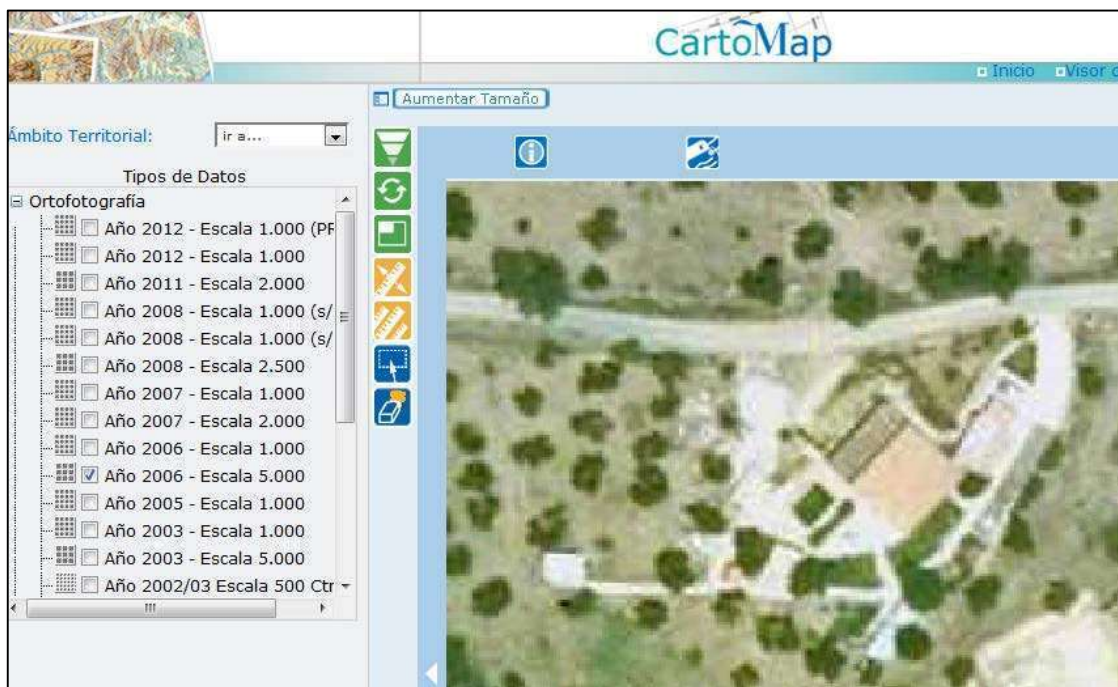 CartoMap
Inicio
Visor
Aumentar Tamaño
Ámbito Territorial:
ir a...
Tipos de Datos
Ortofotografía
Año 2012 - Escala 1.000 (PF
Año 2012 - Escala 1.000
Año 2011 - Escala 2.000
Año 2008 - Escala 1.000 (s/
Año 2008 - Escala 1.000 (s/
Año 2008 - Escala 2.500
Año 2007 - Escala 1.000
Año 2007 - Escala 2.000
Año 2006 - Escala 1.000
Año 2006 - Escala 5.000
Año 2005 - Escala 1.000
Año 2003 - Escala 1.000
Año 2003 - Escala 5.000
Año 2002/03 Escala 500 Ctr